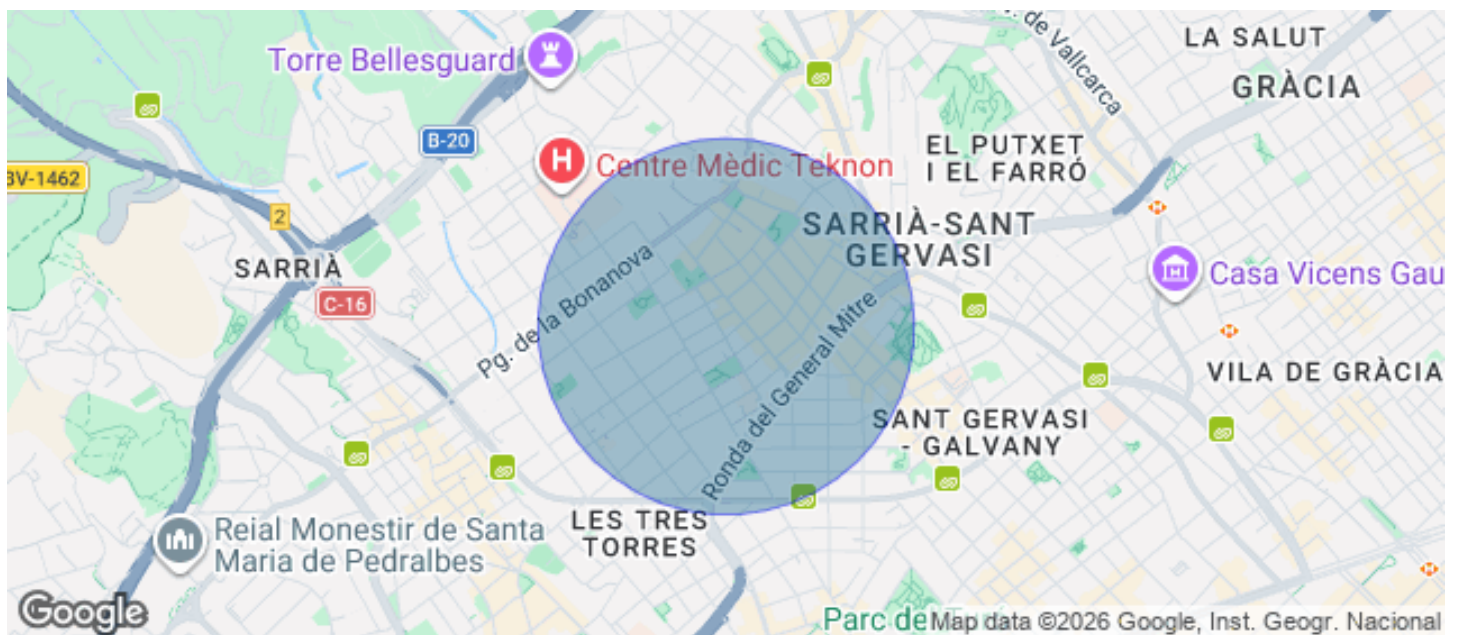 LA SALUT
GRÀCIA
de Vallcarca
Torre Bellesguard
B-20
EL PUTXET
I EL FARRÓ
H
Centre Mèdic Teknon
BV-1462
2
SARRIÀ-SANT
GERVASI
SARRIÀ
C-16
Casa Vicens Gau
Pg. de la Bonanova
Ronda del General Mitre
VILA DE GRÀCIA
SANT GERVASI
- GALVANY
LES TRES
TORRES
Reial Monestir de Santa
Maria de Pedralbes
Google
Parc de
Map data ©2026 Google, Inst. Geogr. Nacional